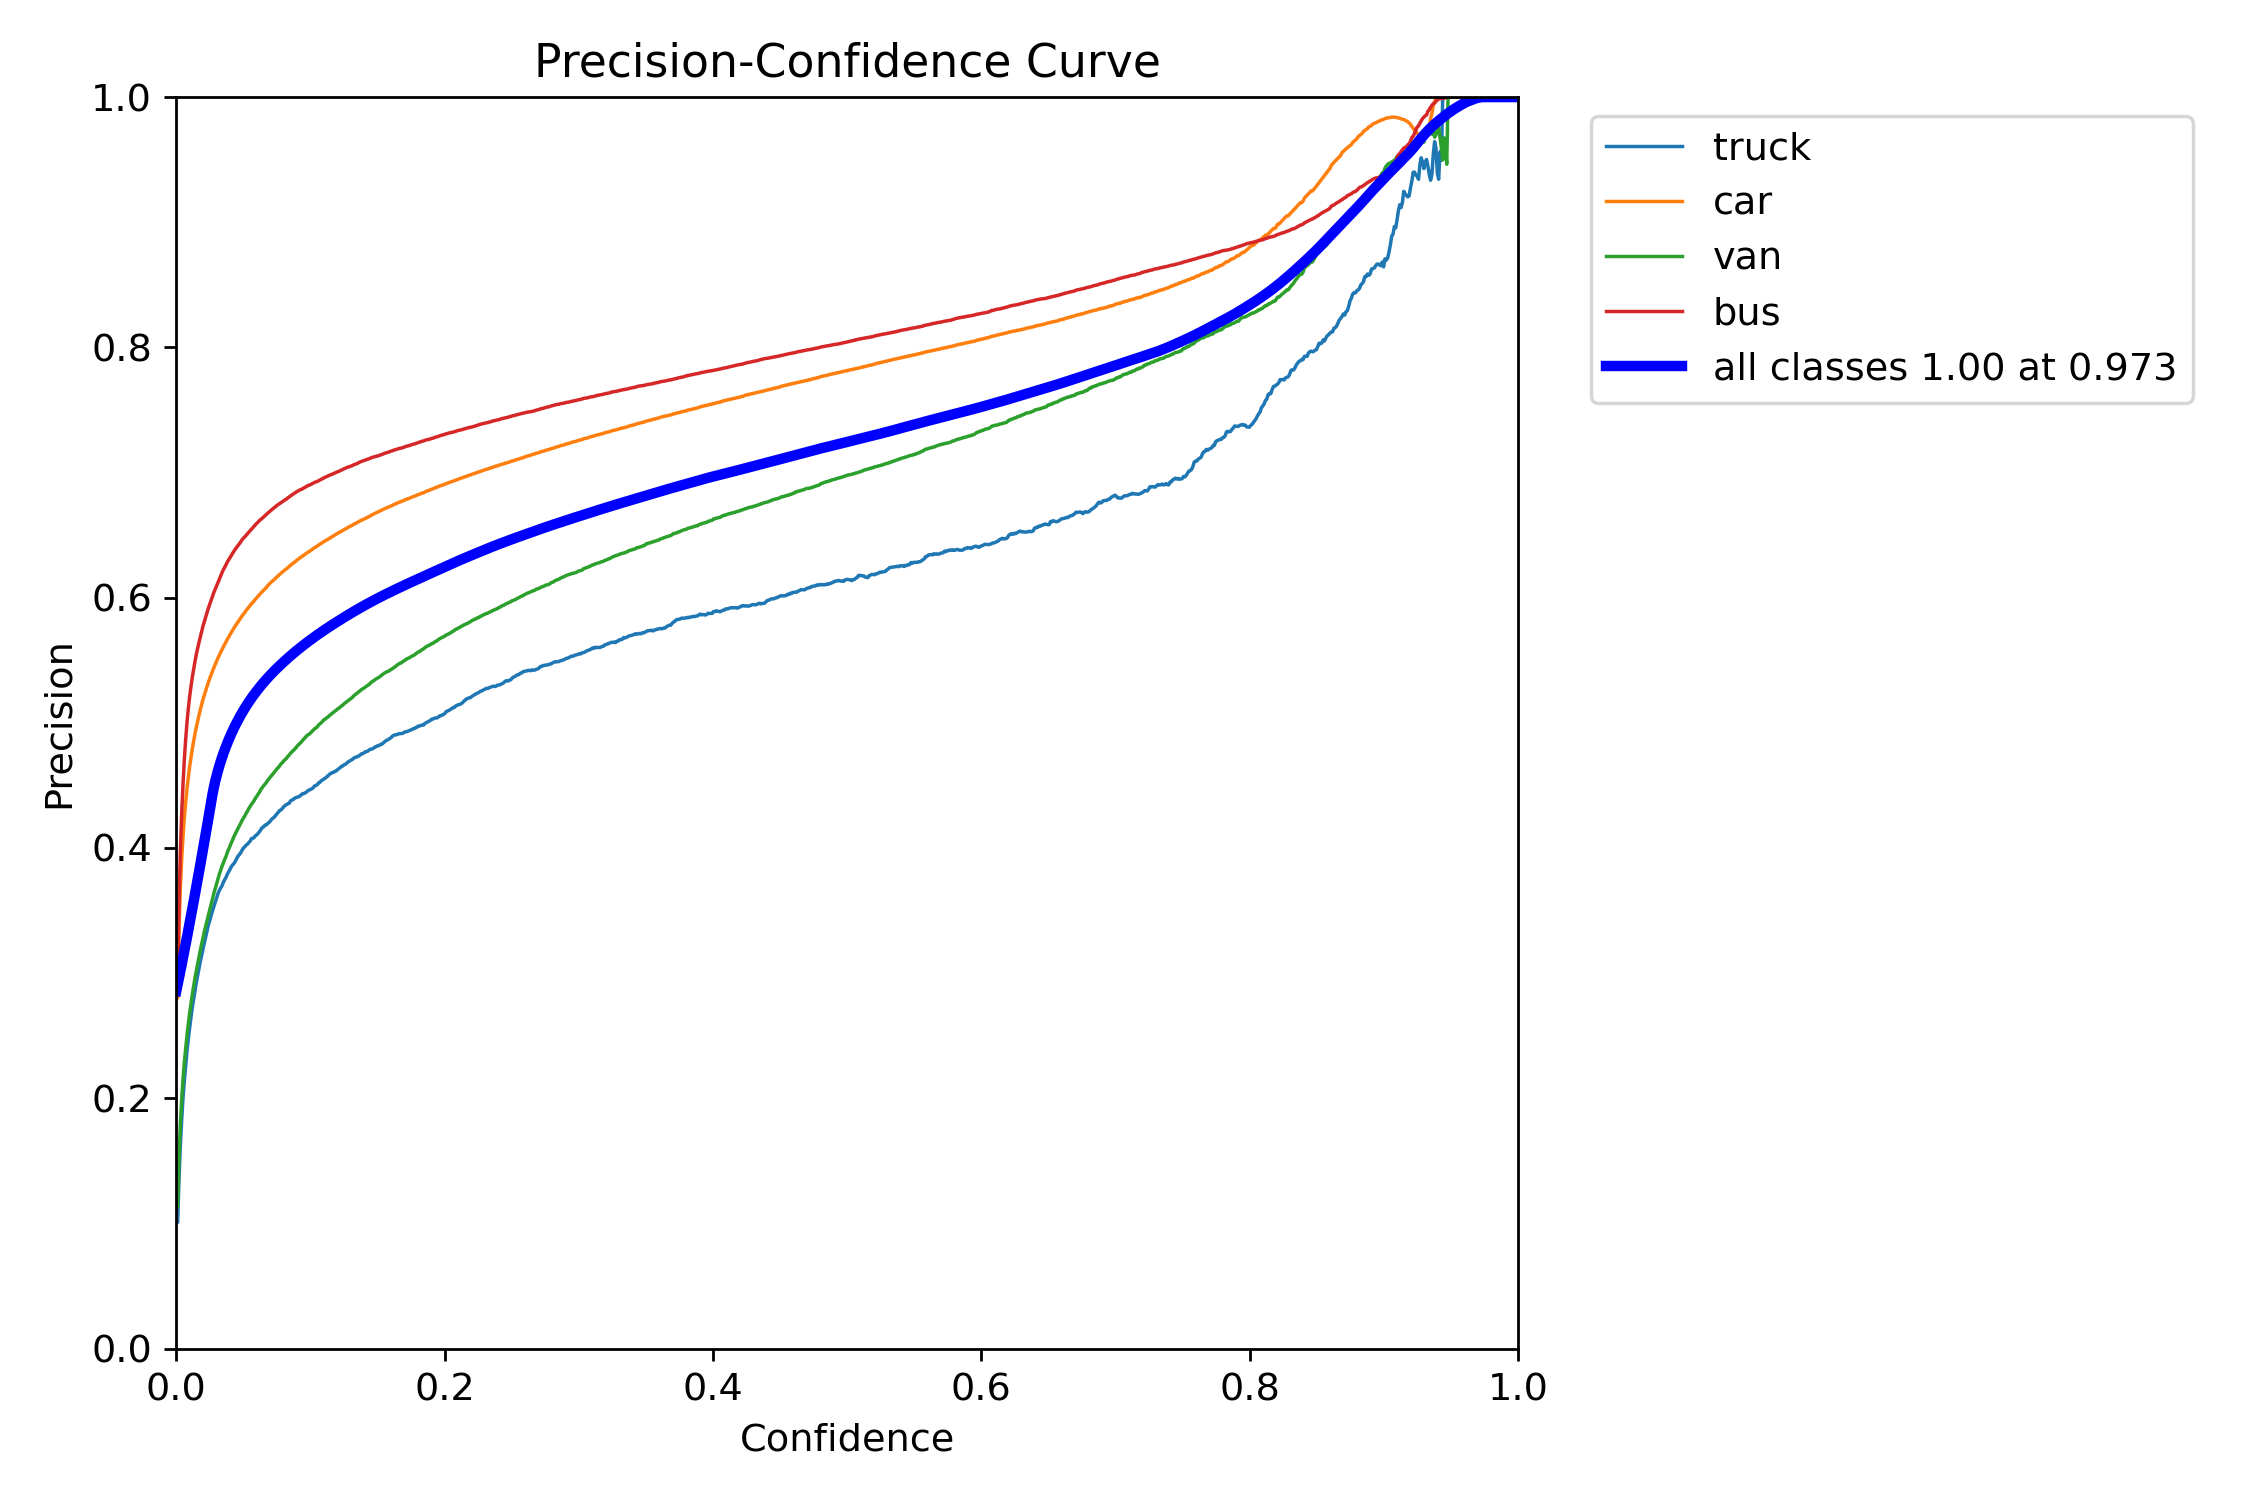 Precision-Confidence Curve
1.0
0.8
0.6
0.4
0.2
0.0
Precision
0.0 0.2 0.4 0.6 0.8 1.0
Confidence
truck
car
van
bus
all classes 1.00 at 0.973